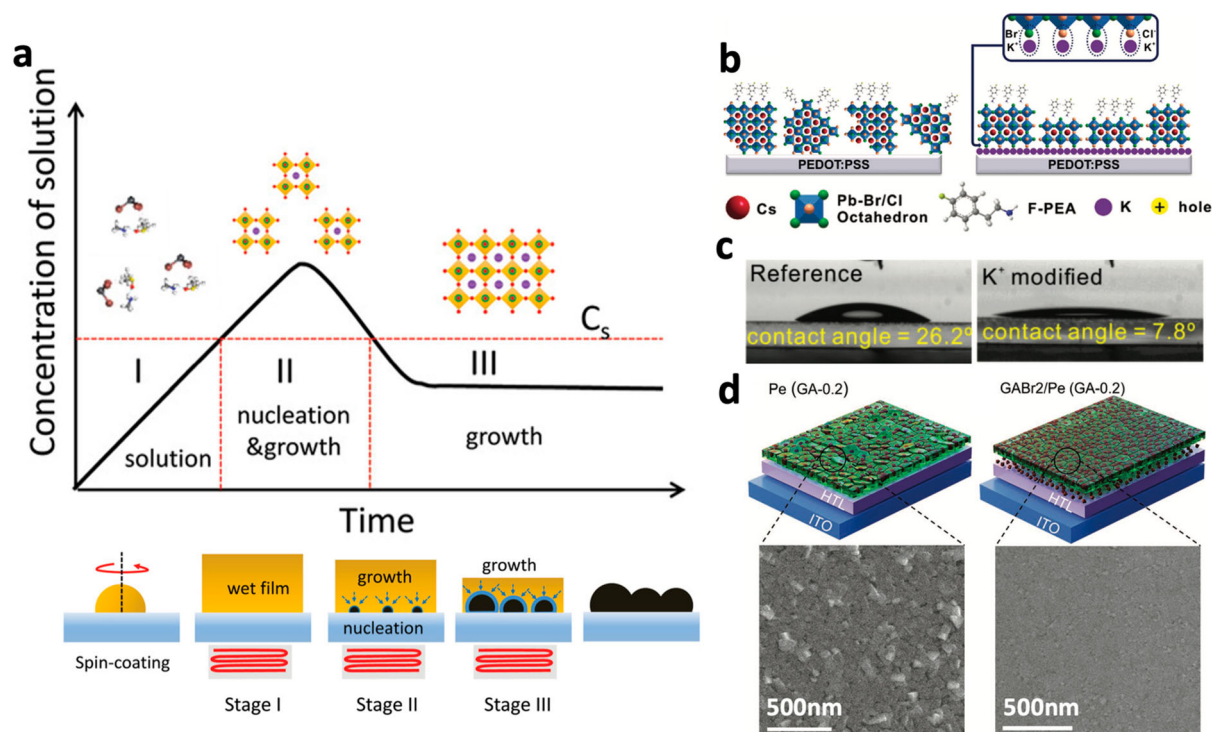 a
Concentration of solution
Cs
I
II
III
solution
nucleation
&growth
growth
Time
Spin-coating
wet film
Stage I
growth
nucleation
Stage II
growth
Stage III
b
Br-
K+
Cl-
K+
PEDOT:PSS
PEDOT:PSS
Cs
Pb-Br/Cl
Octahedron
F-PEA
K
+
hole
c
Reference
contact angle = 26.2º
K+ modified
contact angle = 7.8º
d
Pe (GA-0.2)
HTL
ITO
500nm
GABr2/Pe (GA-0.2)
HTL
ITO
500nm